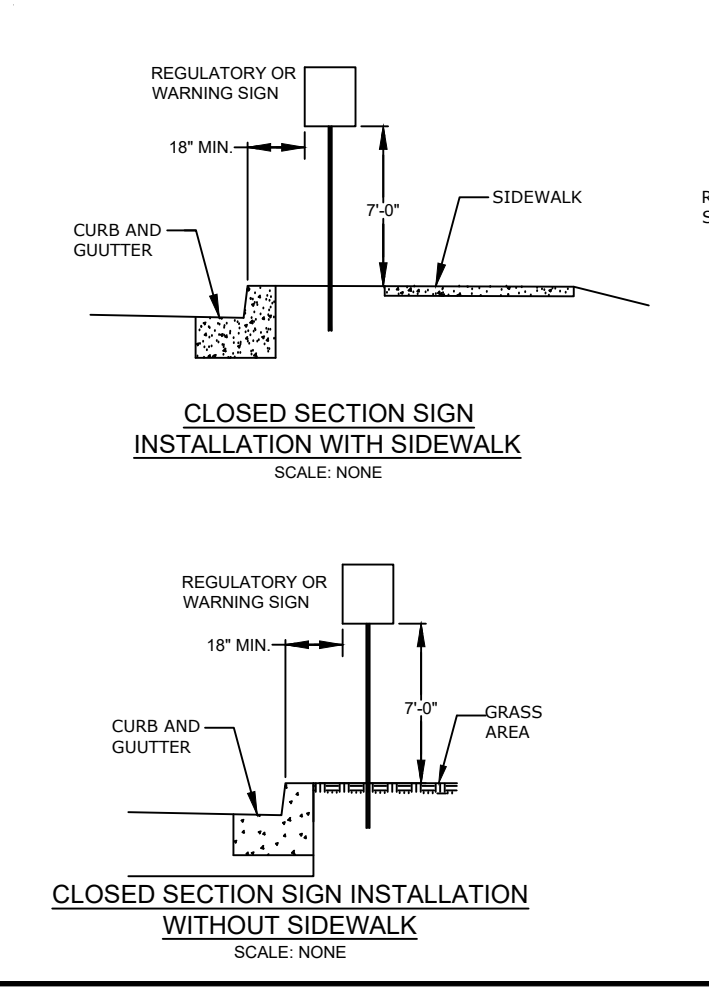 REGULATORY OR
WARNING SIGN
18" MIN.
7'-0"
SIDEWALK
CURB AND
GUUTTER
R
S
CLOSED SECTION SIGN
INSTALLATION WITH SIDEWALK
SCALE: NONE
REGULATORY OR
WARNING SIGN
18" MIN.
7'-0"
GRASS
AREA
CURB AND
GUUTTER
CLOSED SECTION SIGN INSTALLATION
WITHOUT SIDEWALK
SCALE: NONE